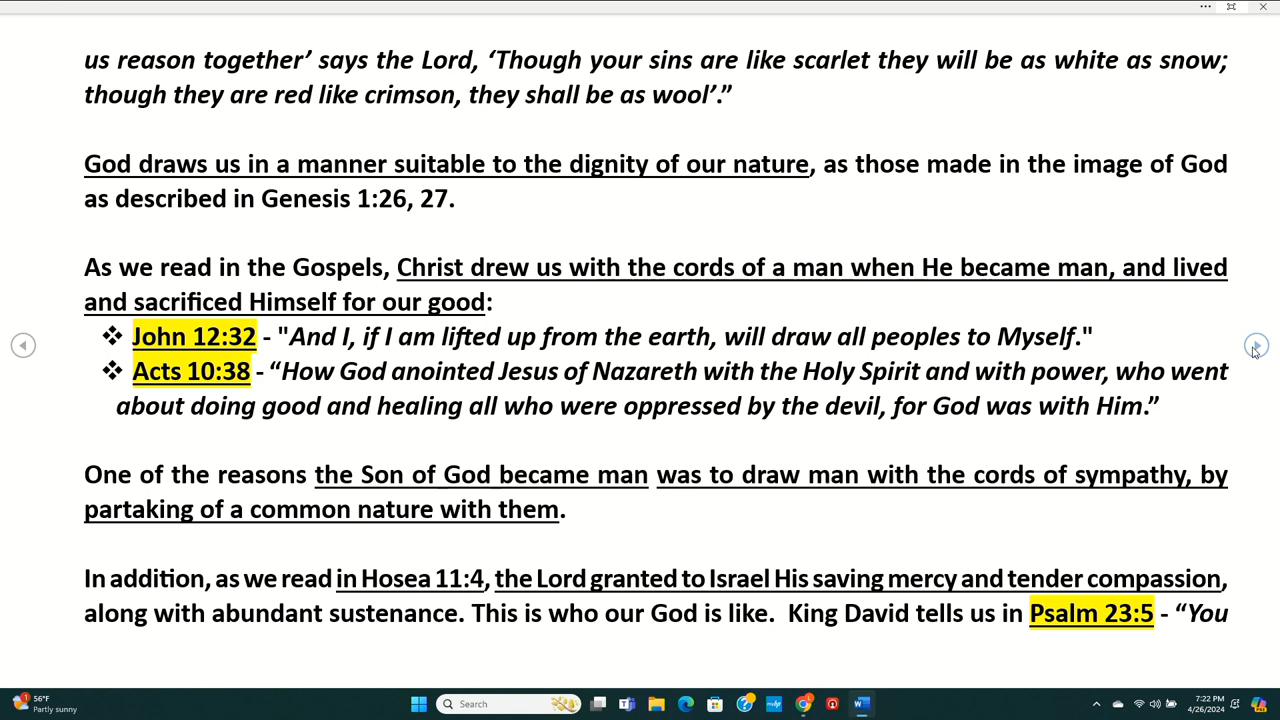 us reason together’ says the Lord, ‘Though your sins are like scarlet they will be as white as snow;
though they are red like crimson, they shall be as wool’.”
God draws us in a manner suitable to the dignity of our nature, as those made in the image of God
as described in Genesis 1:26, 27.
As we read in the Gospels, Christ drew us with the cords of a man when He became man, and lived
and sacrificed Himself for our good:
❖ John 12:32 - "And I, if I am lifted up from the earth, will draw all peoples to Myself."
❖ Acts 10:38 - “How God anointed Jesus of Nazareth with the Holy Spirit and with power, who went
about doing good and healing all who were oppressed by the devil, for God was with Him.”
One of the reasons the Son of God became man was to draw man with the cords of sympathy, by
partaking of a common nature with them.
In addition, as we read in Hosea 11:4, the Lord granted to Israel His saving mercy and tender compassion,
along with abundant sustenance. This is who our God is like.  King David tells us in Psalm 23:5 - “You
1
56°F
Partly sunny
Search
7:22 PM
4/26/2024